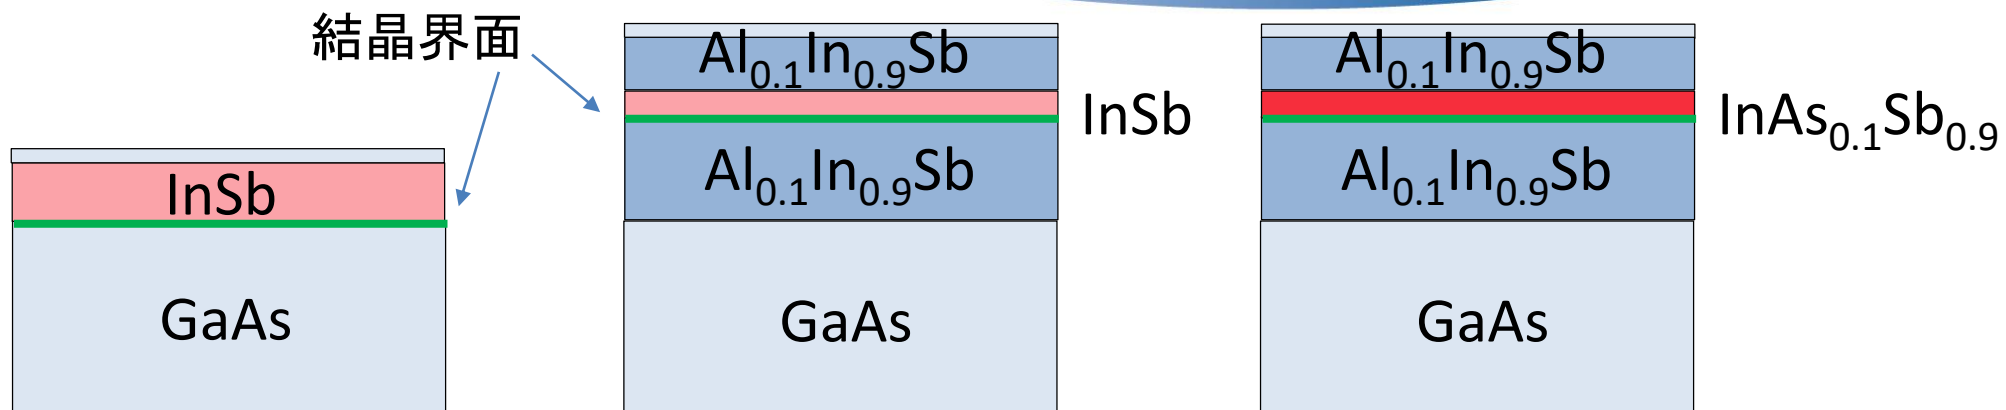 結晶界面
InSb
GaAs
Al0.1In0.9Sb
InSb
Al0.1In0.9Sb
GaAs
Al0.1In0.9Sb
InAs0.1Sb0.9
Al0.1In0.9Sb
GaAs